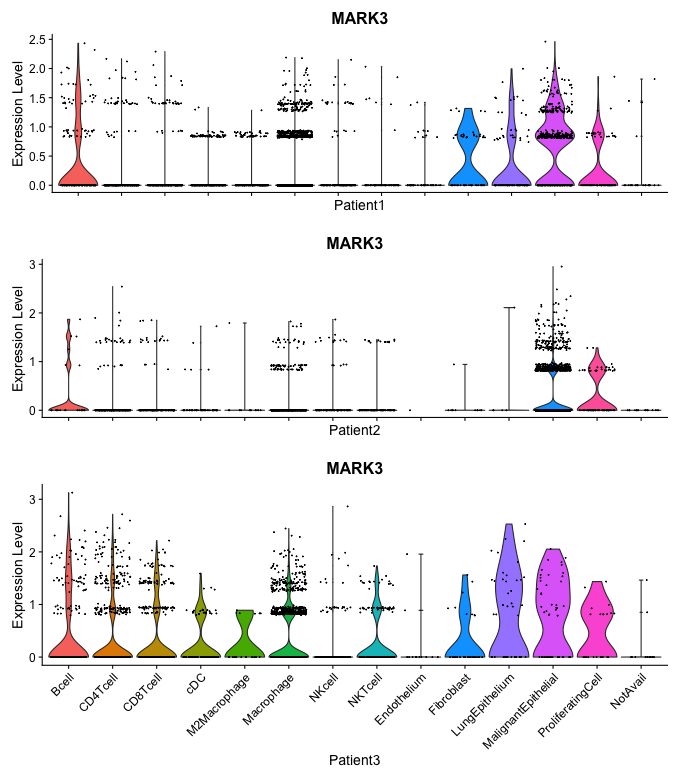 MARK3
Expression Level
2.5
2.0
1.5
1.0
0.5
0.0
Patient1
MARK3
Expression Level
3
2
1
0
Patient2
MARK3
Expression Level
3
2
1
0
Bcell
CD4Tcell
CD8Tcell
cDC
M2Macrophage
Macrophage
NKcell
NKTcell
Endothelium
Fibroblast
LungEpithelium
MalignantEpithelial
ProliferatingCell
NotAvail
Patient3